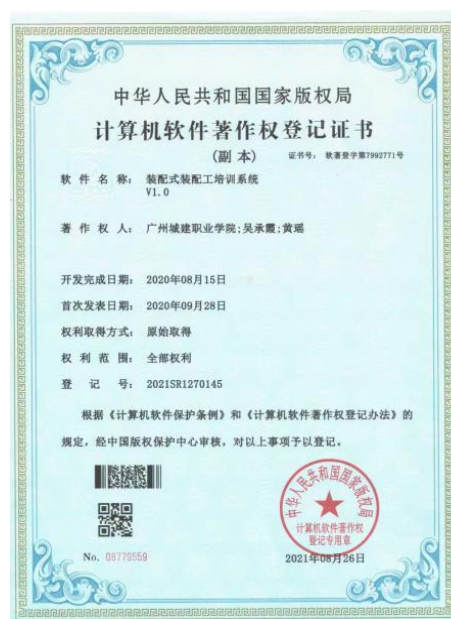 中华人民共和国国家版权局
计算机软件著作权登记证书
(副本)
证书号: 软著登字第7992771号
软件名称: 装配式装配工培训系统
V1.0
著作权人: 广州城建职业学院;吴承霞;黄瑶
开发完成日期: 2020年08月15日
首次发表日期: 2020年09月28日
权利取得方式: 原始取得
权利范围: 全部权利
登记号: 2021SR1270145
根据《计算机软件保护条例》和《计算机软件著作权登记办法》的
规定,经中国版权保护中心审核,对以上事项予以登记。
中华人民共和国国家版权局
计算机软件著作权
登记专用章
No. 08779559
2021年08月26日